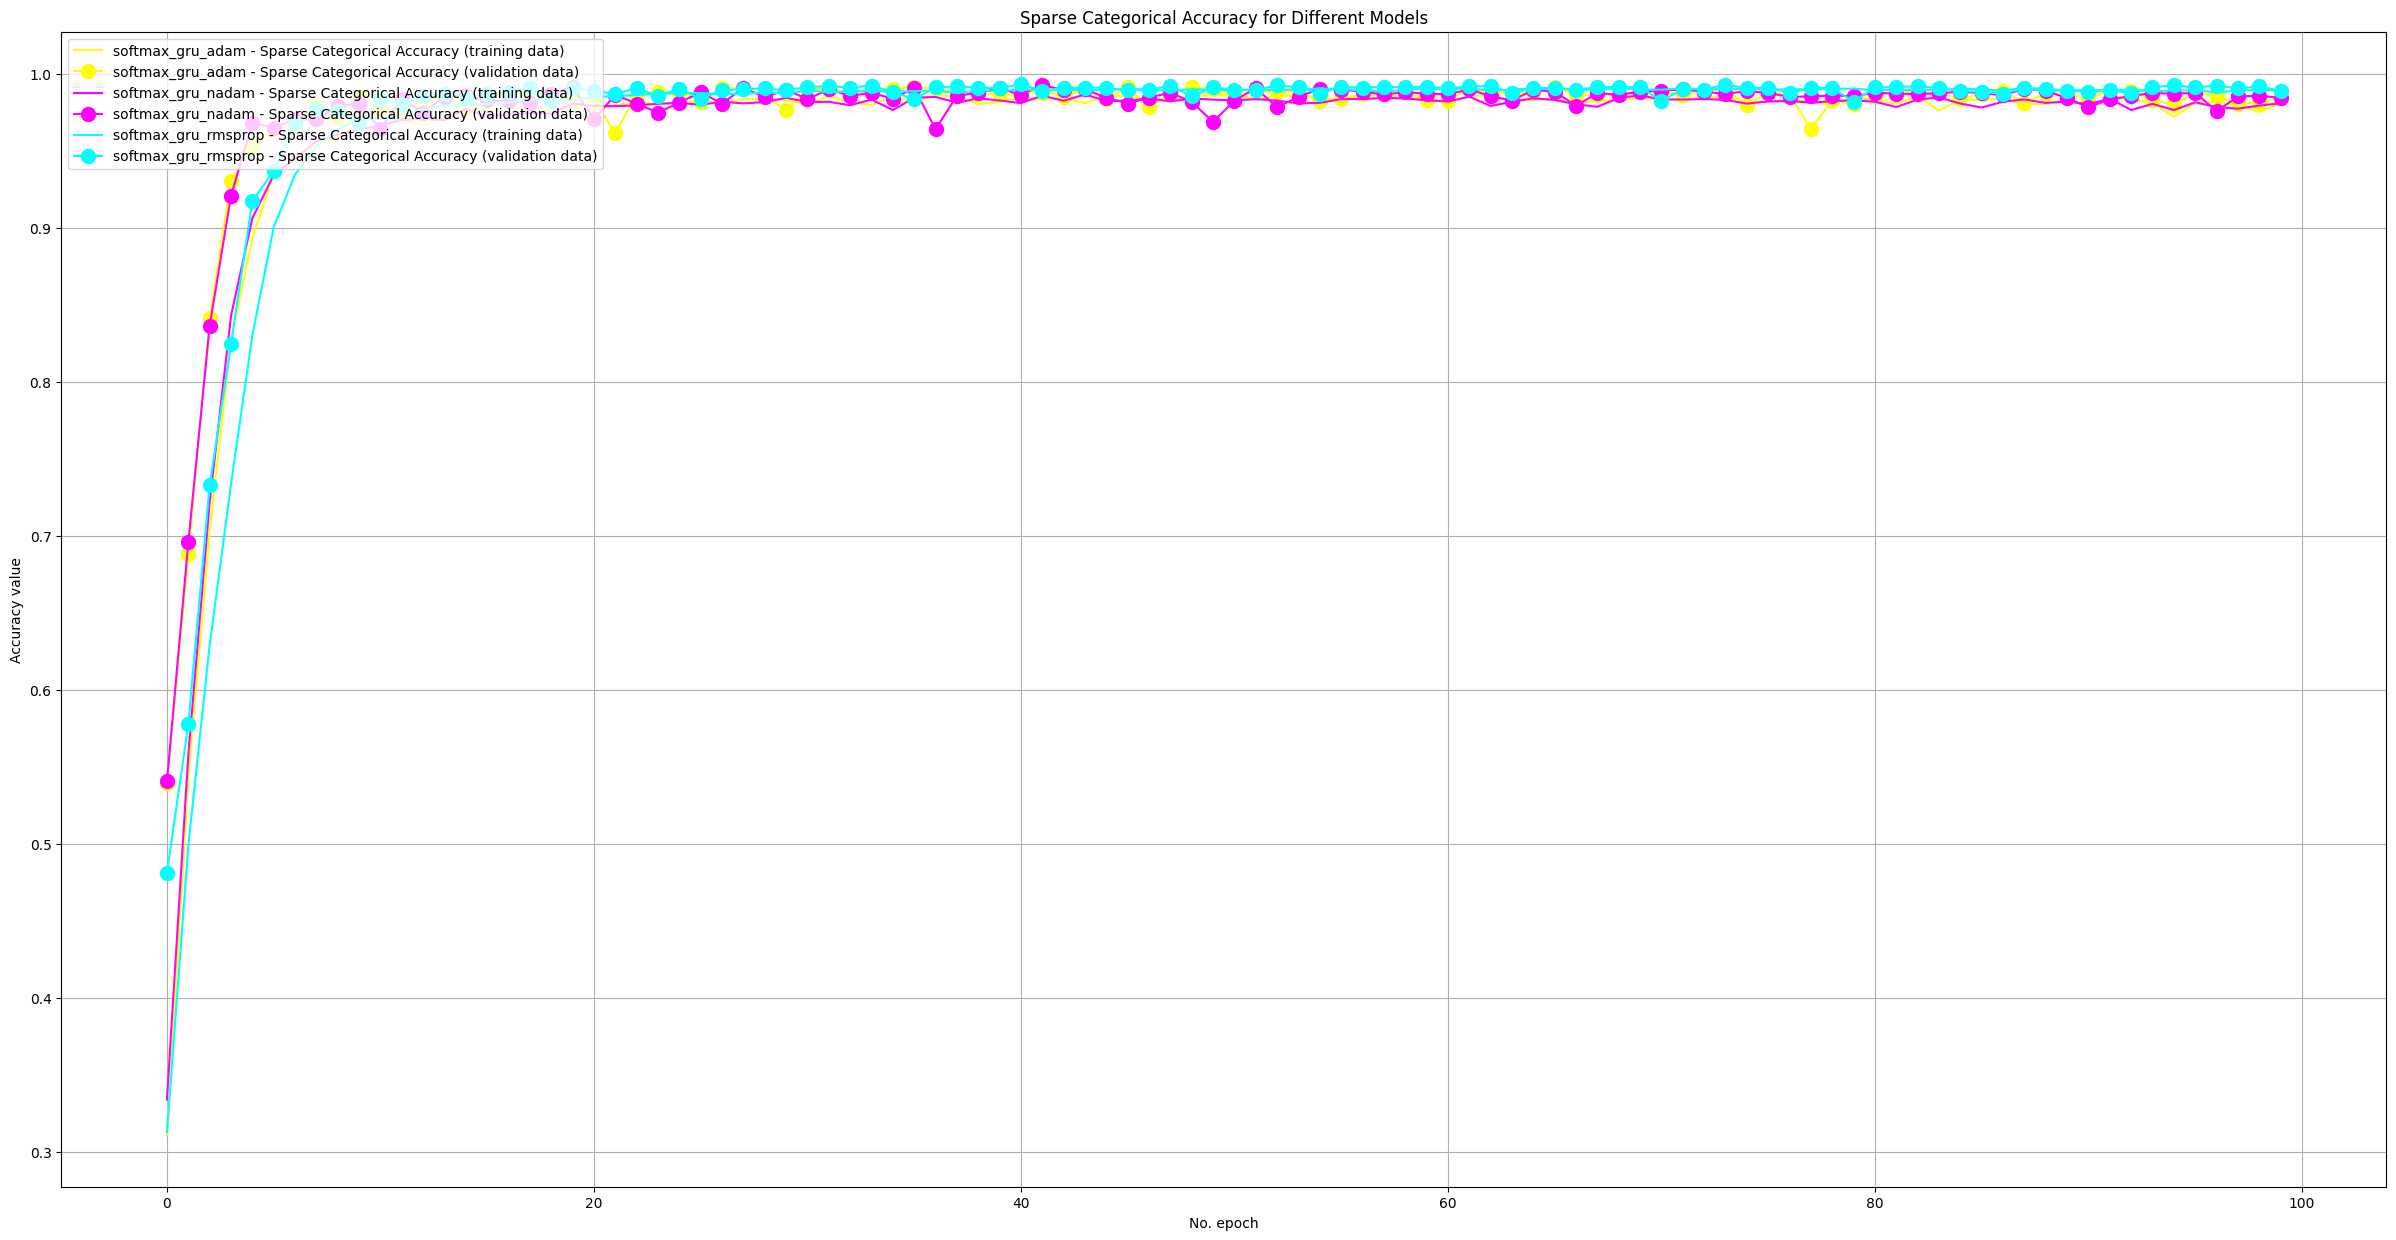 Sparse Categorical Accuracy for Different Models
softmax_gru_adam - Sparse Categorical Accuracy (training data)
softmax_gru_adam - Sparse Categorical Accuracy (validation data)
softmax_gru_nadam - Sparse Categorical Accuracy (training data)
softmax_gru_nadam - Sparse Categorical Accuracy (validation data)
softmax_gru_rmsprop - Sparse Categorical Accuracy (training data)
softmax_gru_rmsprop - Sparse Categorical Accuracy (validation data)
Accuracy value
1.0
0.9
0.8
0.7
0.6
0.5
0.4
0.3
0 20 40 60 80 100
No. epoch